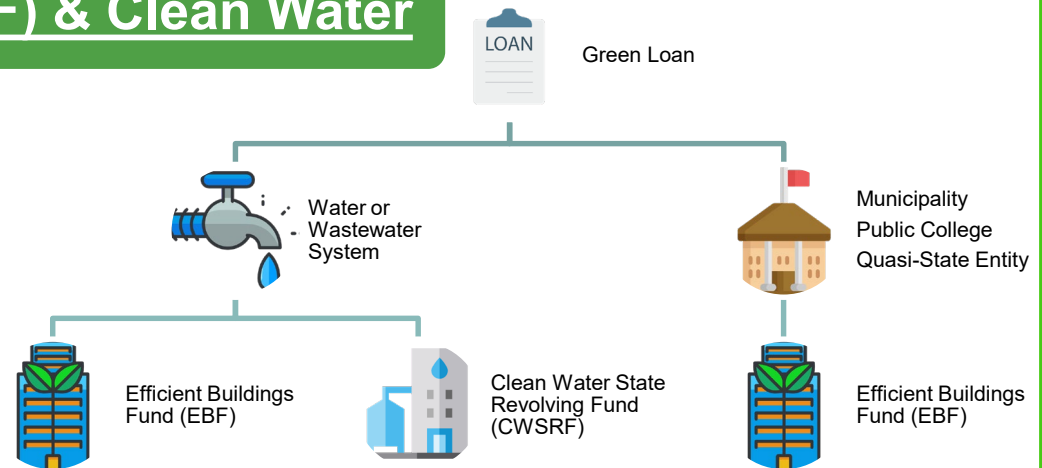 ) & Clean Water
LOAN
Green Loan
Water or
Wastewater
System
Municipality
Public College
Quasi-State Entity
Efficient Buildings
Fund (EBF)
Clean Water State
Revolving Fund
(CWSRF)
Efficient Buildings
Fund (EBF)